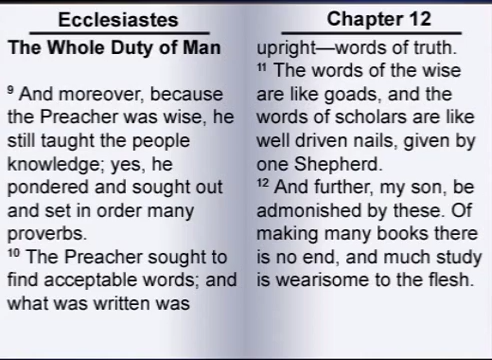 Ecclesiastes
The Whole Duty of Man
⁹ And moreover, because
the Preacher was wise, he
still taught the people
knowledge; yes, he
pondered and sought out
and set in order many
proverbs.
¹⁰ The Preacher sought to
find acceptable words; and
what was written was
Chapter 12
upright—words of truth.
¹¹ The words of the wise
are like goads, and the
words of scholars are like
well driven nails, given by
one Shepherd.
¹² And further, my son, be
admonished by these. Of
making many books there
is no end, and much study
is wearisome to the flesh.